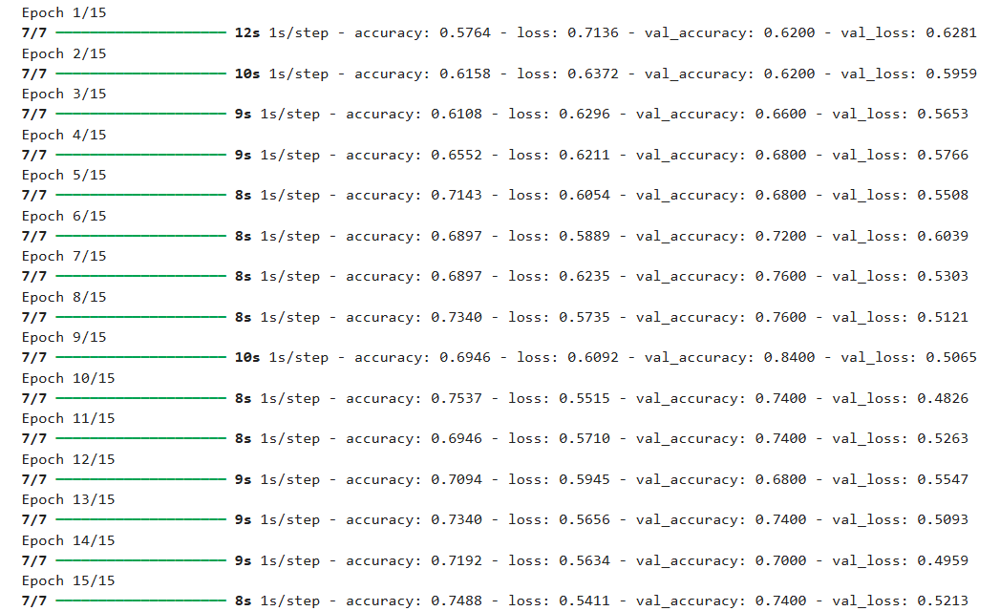 Epoch 1/15
7/7 12s 1s/step - accuracy: 0.5764 - loss: 0.7136 - val_accuracy: 0.6200 - val_loss: 0.6281
Epoch 2/15
7/7 10s 1s/step - accuracy: 0.6158 - loss: 0.6372 - val_accuracy: 0.6200 - val_loss: 0.5959
Epoch 3/15
7/7 9s 1s/step - accuracy: 0.6108 - loss: 0.6296 - val_accuracy: 0.6600 - val_loss: 0.5653
Epoch 4/15
7/7 9s 1s/step - accuracy: 0.6552 - loss: 0.6211 - val_accuracy: 0.6800 - val_loss: 0.5766
Epoch 5/15
7/7 8s 1s/step - accuracy: 0.7143 - loss: 0.6054 - val_accuracy: 0.6800 - val_loss: 0.5508
Epoch 6/15
7/7 8s 1s/step - accuracy: 0.6897 - loss: 0.5889 - val_accuracy: 0.7200 - val_loss: 0.6039
Epoch 7/15
7/7 8s 1s/step - accuracy: 0.6897 - loss: 0.6235 - val_accuracy: 0.7600 - val_loss: 0.5303
Epoch 8/15
7/7 8s 1s/step - accuracy: 0.7340 - loss: 0.5735 - val_accuracy: 0.7600 - val_loss: 0.5121
Epoch 9/15
7/7 10s 1s/step - accuracy: 0.6946 - loss: 0.6092 - val_accuracy: 0.8400 - val_loss: 0.5065
Epoch 10/15
7/7 8s 1s/step - accuracy: 0.7537 - loss: 0.5515 - val_accuracy: 0.7400 - val_loss: 0.4826
Epoch 11/15
7/7 8s 1s/step - accuracy: 0.6946 - loss: 0.5710 - val_accuracy: 0.7400 - val_loss: 0.5263
Epoch 12/15
7/7 9s 1s/step - accuracy: 0.7094 - loss: 0.5945 - val_accuracy: 0.6800 - val_loss: 0.5547
Epoch 13/15
7/7 9s 1s/step - accuracy: 0.7340 - loss: 0.5656 - val_accuracy: 0.7400 - val_loss: 0.5093
Epoch 14/15
7/7 9s 1s/step - accuracy: 0.7192 - loss: 0.5634 - val_accuracy: 0.7000 - val_loss: 0.4959
Epoch 15/15
7/7 8s 1s/step - accuracy: 0.7488 - loss: 0.5411 - val_accuracy: 0.7400 - val_loss: 0.5213